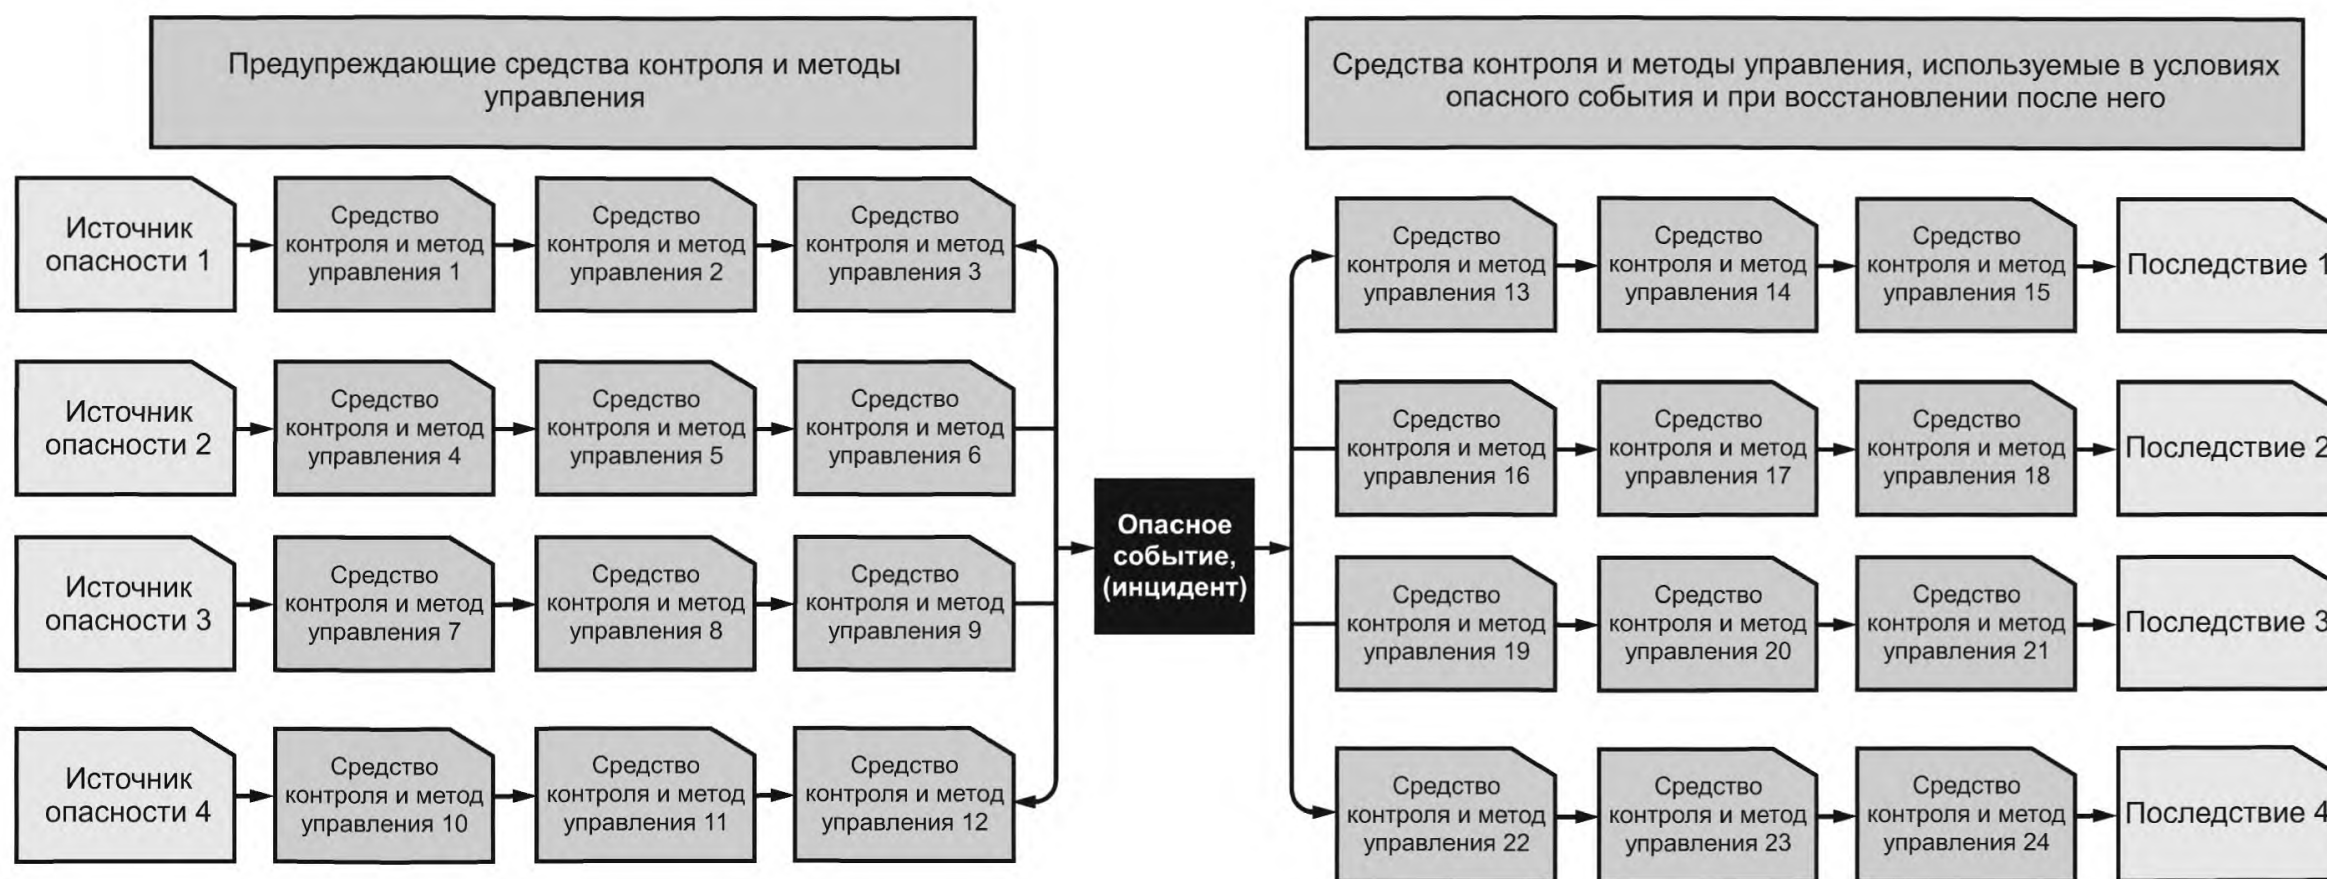 Предупреждающие средства контроля и методы
управления
Средства контроля и методы управления, используемые в условиях
опасного события и при восстановлении после него
Источник
опасности 1
Средство
контроля и метод
управления 1
Средство
контроля и метод
управления 2
Средство
контроля и метод
управления 3
Средство
контроля и метод
управления 13
Средство
контроля и метод
управления 14
Средство
контроля и метод
управления 15
Последствие 1
Источник
опасности 2
Средство
контроля и метод
управления 4
Средство
контроля и метод
управления 5
Средство
контроля и метод
управления 6
Средство
контроля и метод
управления 16
Средство
контроля и метод
управления 17
Средство
контроля и метод
управления 18
Последствие 2
Опасное
событие,
(инцидент)
Источник
опасности 3
Средство
контроля и метод
управления 7
Средство
контроля и метод
управления 8
Средство
контроля и метод
управления 9
Средство
контроля и метод
управления 19
Средство
контроля и метод
управления 20
Средство
контроля и метод
управления 21
Последствие 3
Источник
опасности 4
Средство
контроля и метод
управления 10
Средство
контроля и метод
управления 11
Средство
контроля и метод
управления 12
Средство
контроля и метод
управления 22
Средство
контроля и метод
управления 23
Средство
контроля и метод
управления 24
Последствие 4